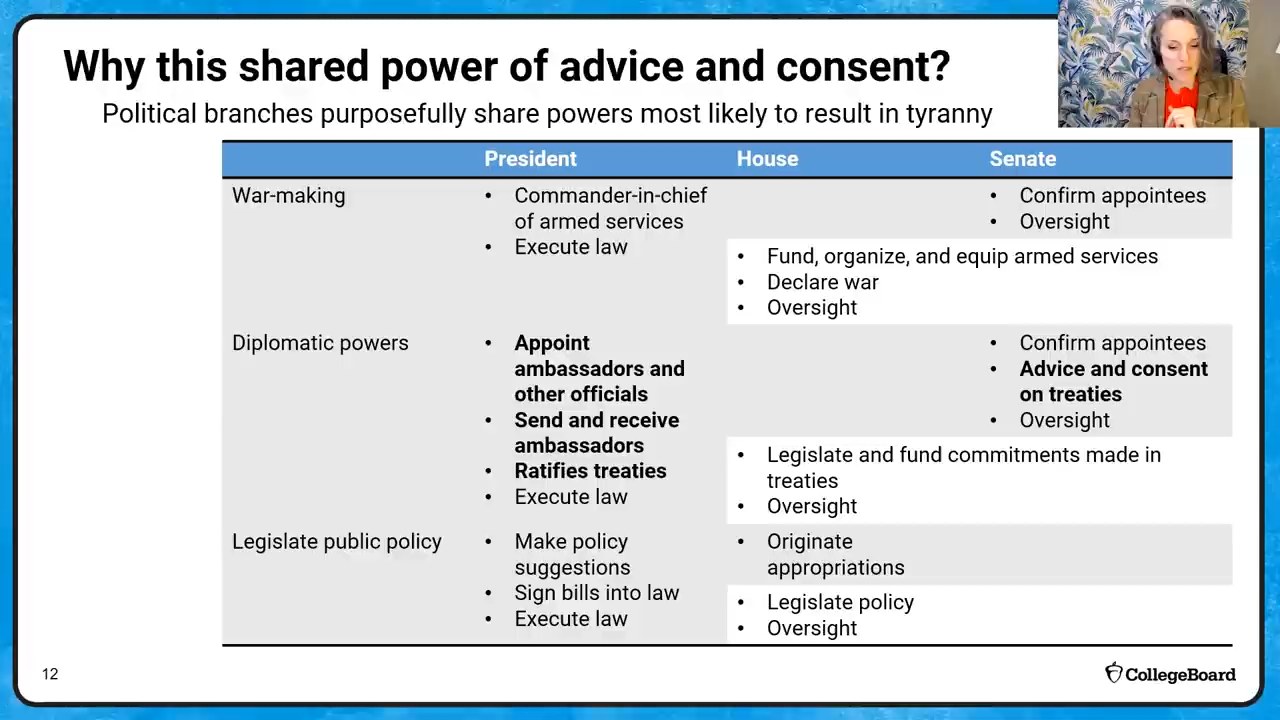 Why this shared power of advice and consent?
Political branches purposefully share powers most likely to result in tyranny
President House Senate
War-making
• Commander-in-chief
of armed services
• Execute law
• Confirm appointees
• Oversight
• Fund, organize, and equip armed services
• Declare war
• Oversight
Diplomatic powers
• Appoint
ambassadors and
other officials
• Send and receive
ambassadors
• Ratifies treaties
• Execute law
• Confirm appointees
• Advice and consent
on treaties
• Oversight
• Legislate and fund commitments made in
treaties
• Oversight
Legislate public policy
• Make policy
suggestions
• Sign bills into law
• Execute law
• Originate
appropriations
• Legislate policy
• Oversight
12
CollegeBoard